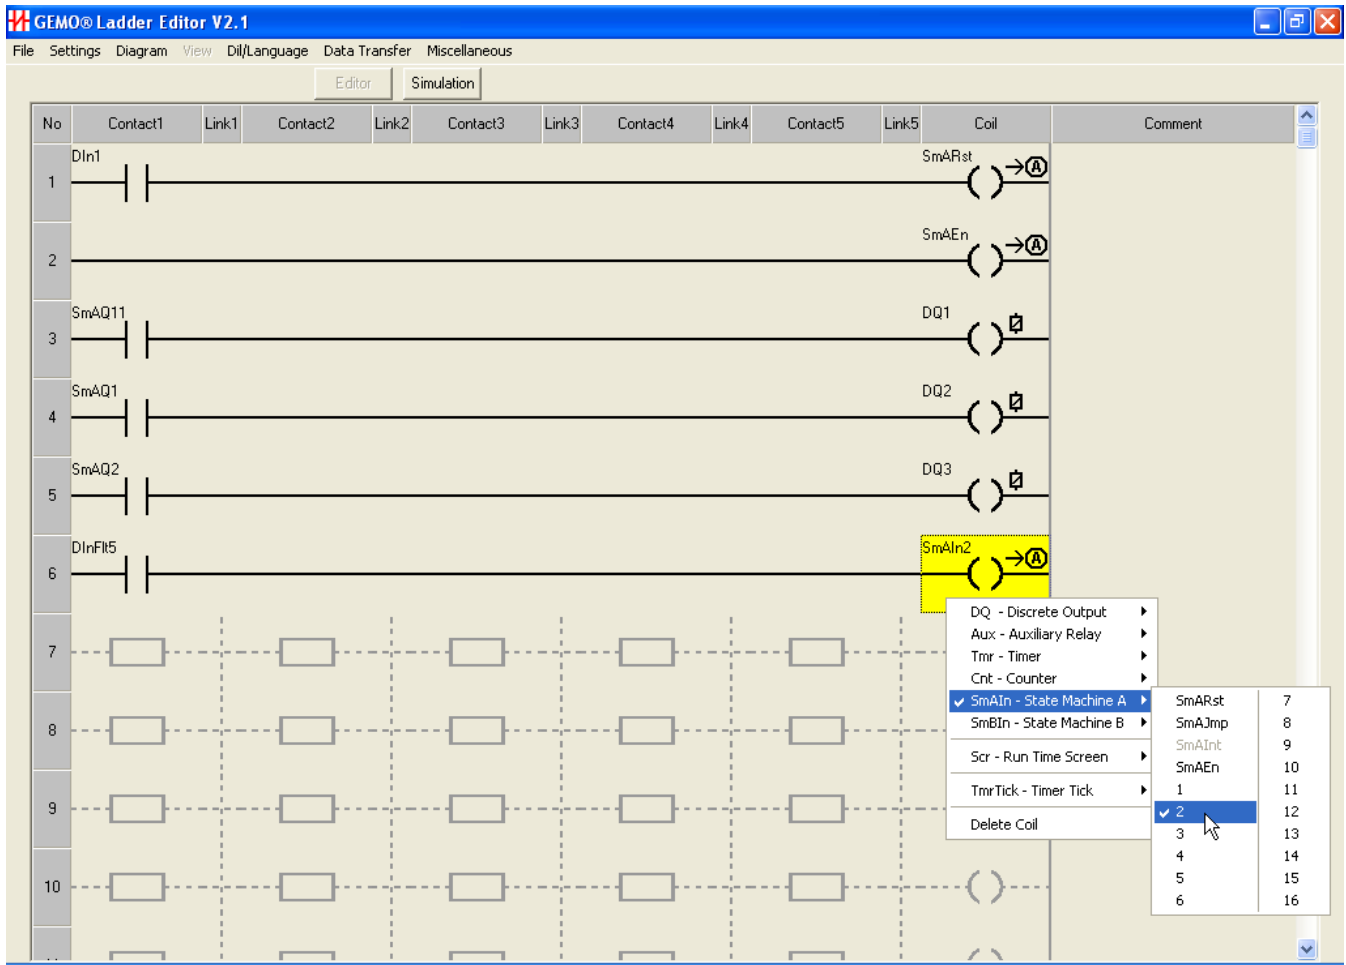 GEMO® Ladder Editor V2.1
File Settings Diagram View Dil/Language Data Transfer Miscellaneous
Editor Simulation
No Contact1 Link1 Contact2 Link2 Contact3 Link3 Contact4 Link4 Contact5 Link5 Coil Comment
DIn1 SmARst
1 A
SmAEn
2 A
SmAQ11 DQ1
3
SmAQ1 DQ2
4
SmAQ2 DQ3
5
DInFlt5 SmAIn2
6 A
DQ - Discrete Output
Aux - Auxiliary Relay
7
Tmr - Timer
Cnt - Counter
SmAIn - State Machine A SmARst 7
SmBIn - State Machine B SmAJmp 8
8
SmAInt 9
Scr - Run Time Screen
SmAEn 10
TmrTick - Timer Tick 1 11
9
2 12
Delete Coil
3 13
4 14
5 15
10
6 16